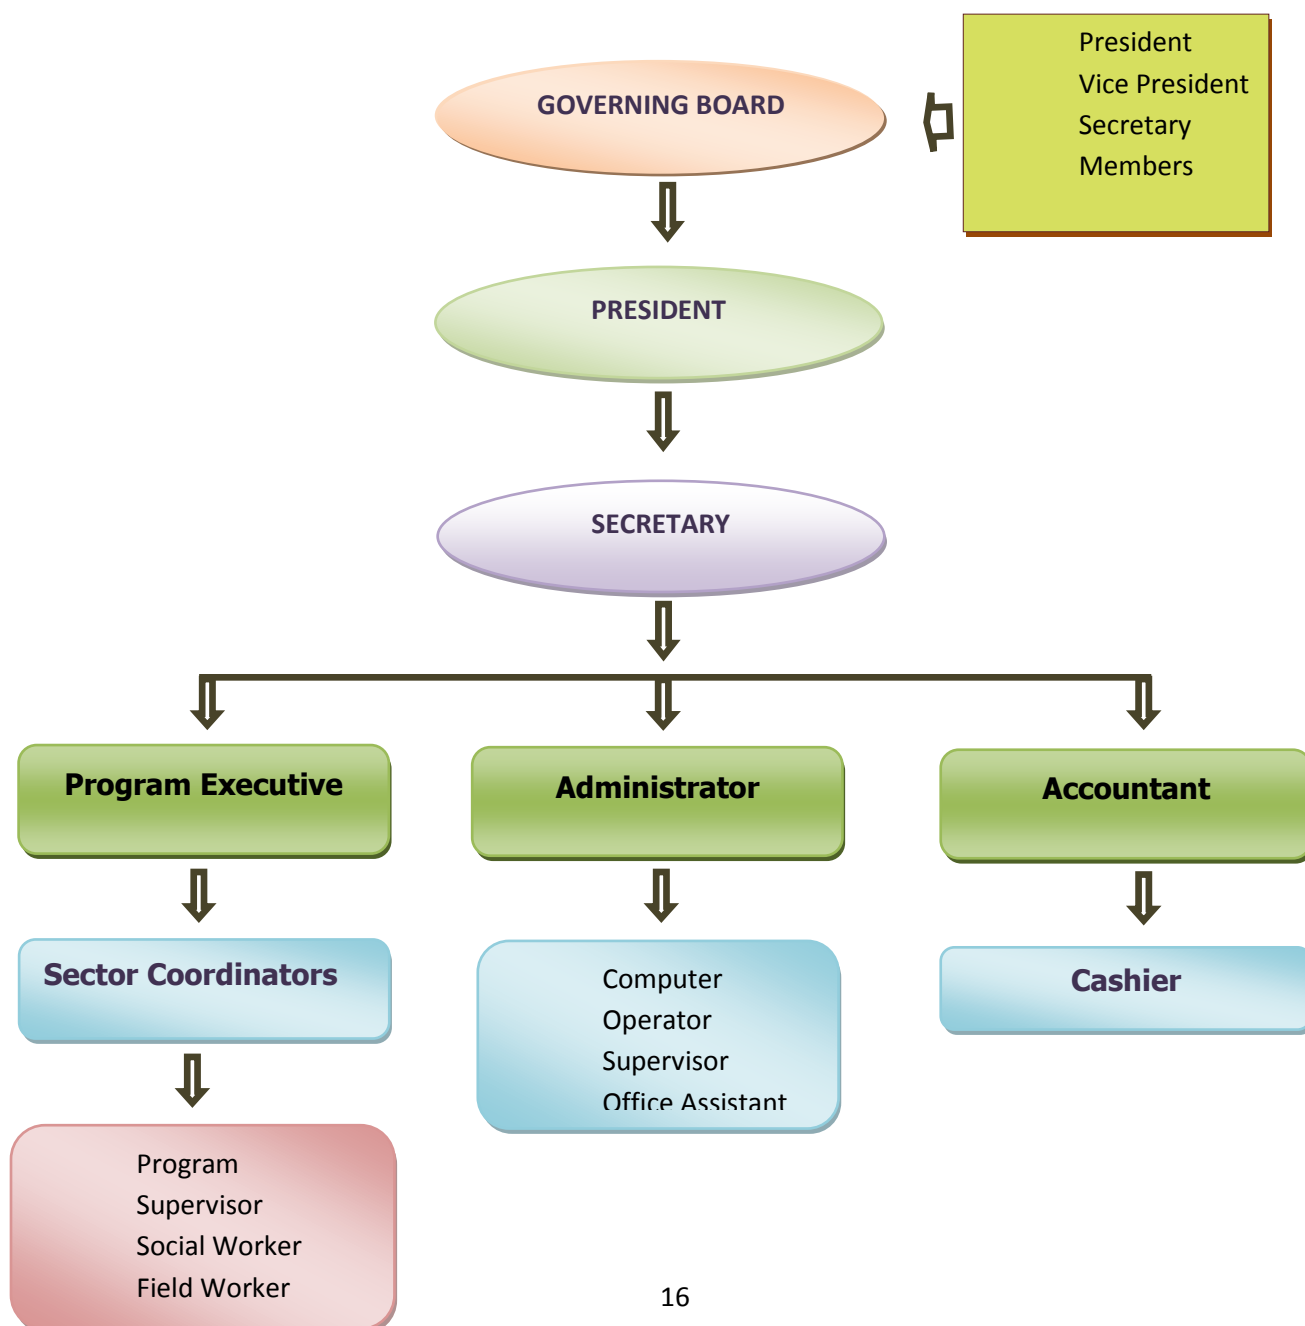 President
Vice President
Secretary
Members
GOVERNING BOARD
PRESIDENT
SECRETARY
Program Executive
Administrator
Accountant
Sector Coordinators
Computer
Operator
Supervisor
Office Assistant
Cashier
Program
Supervisor
Social Worker
Field Worker
16